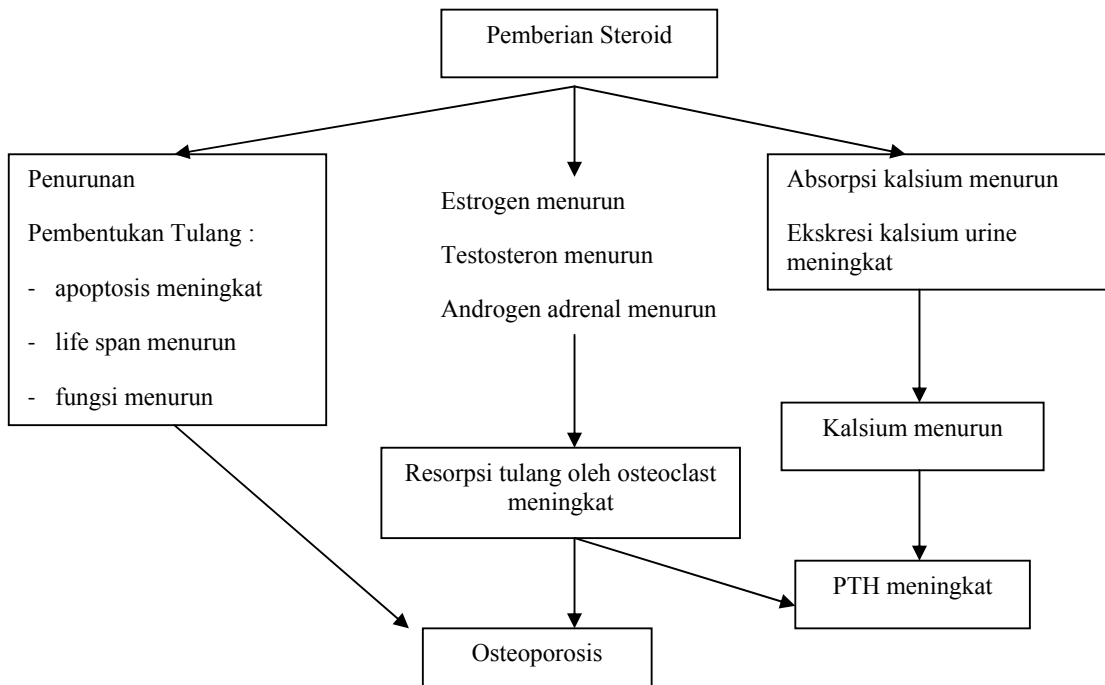 Pemberian Steroid
Penurunan
Pembentukan Tulang :
- apoptosis meningkat
- life span menurun
- fungsi menurun
Estrogen menurun
Testosteron menurun
Androgen adrenal menurun
Absorpsi kalsium menurun
Ekskresi kalsium urine
meningkat
Kalsium menurun
Resorpsi tulang oleh osteoclast
meningkat
PTH meningkat
Osteoporosis